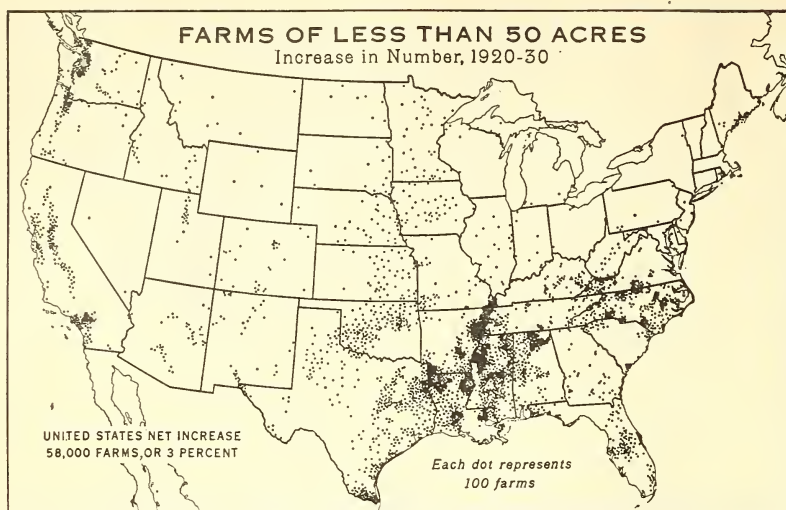 FARMS OF LESS THAN 50 ACRES
Increase in Number, 1920-30
UNITED STATES NET INCREASE
58,000 FARMS, OR 3 PERCENT
Each dot represents
100 farms